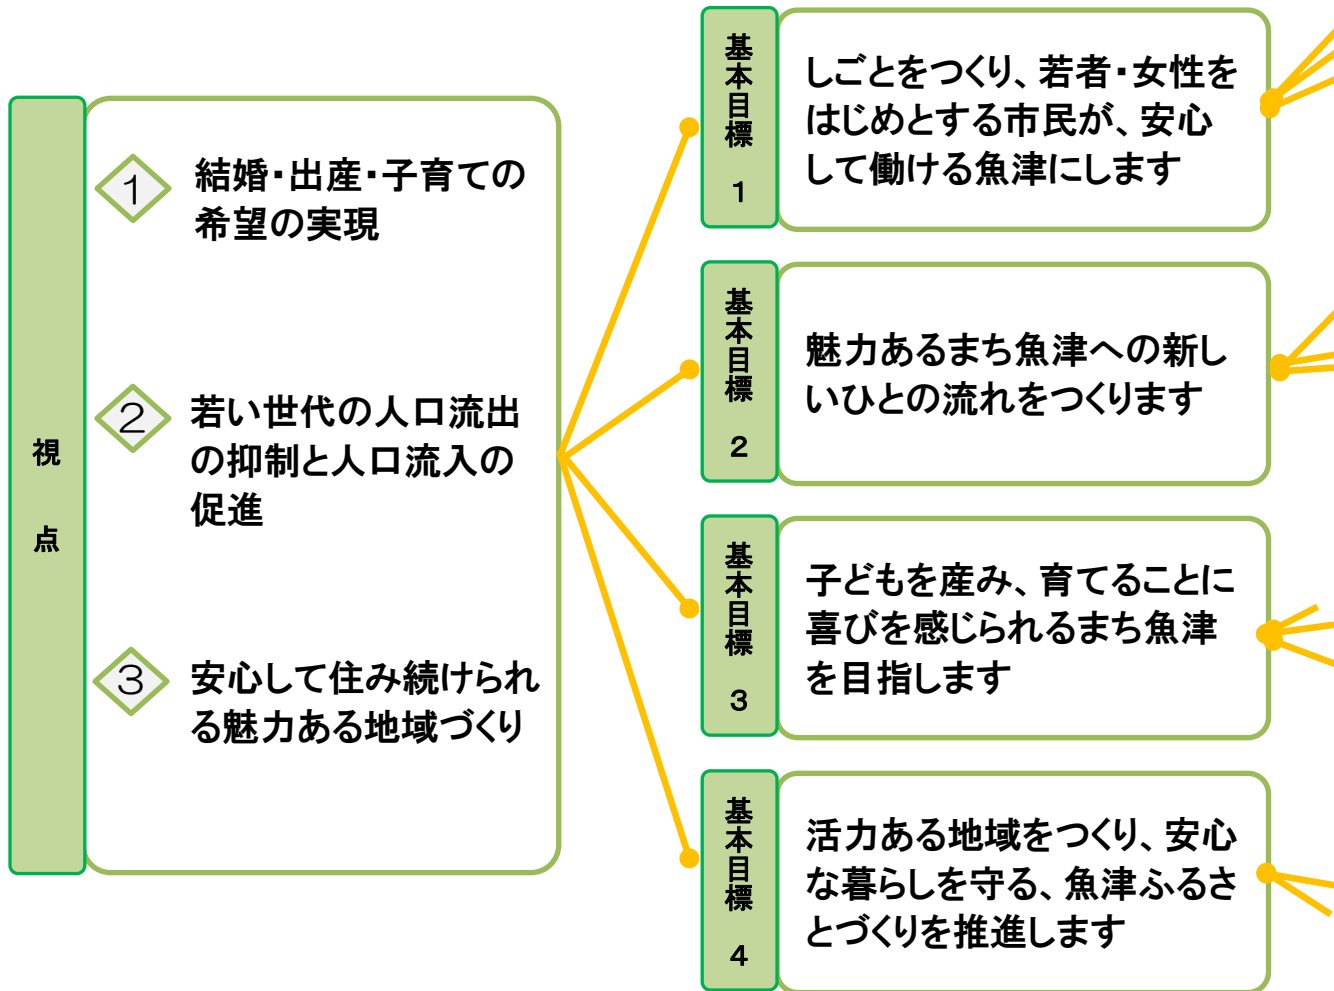 視点
1
結婚・出産・子育ての
希望の実現
2
若い世代の人口流出
の抑制と人口流入の
促進
3
安心して住み続けられ
る魅力ある地域づくり
基本目標 1
しごとをつくり、若者・女性を
はじめとする市民が、安心
して働ける魚津にします
基本目標 2
魅力あるまち魚津への新し
いひとの流れをつくります
基本目標 3
子どもを産み、育てることに
喜びを感じられるまち魚津
を目指します
基本目標 4
活力ある地域をつくり、安心
な暮らしを守る、魚津ふるさ
とづくりを推進します